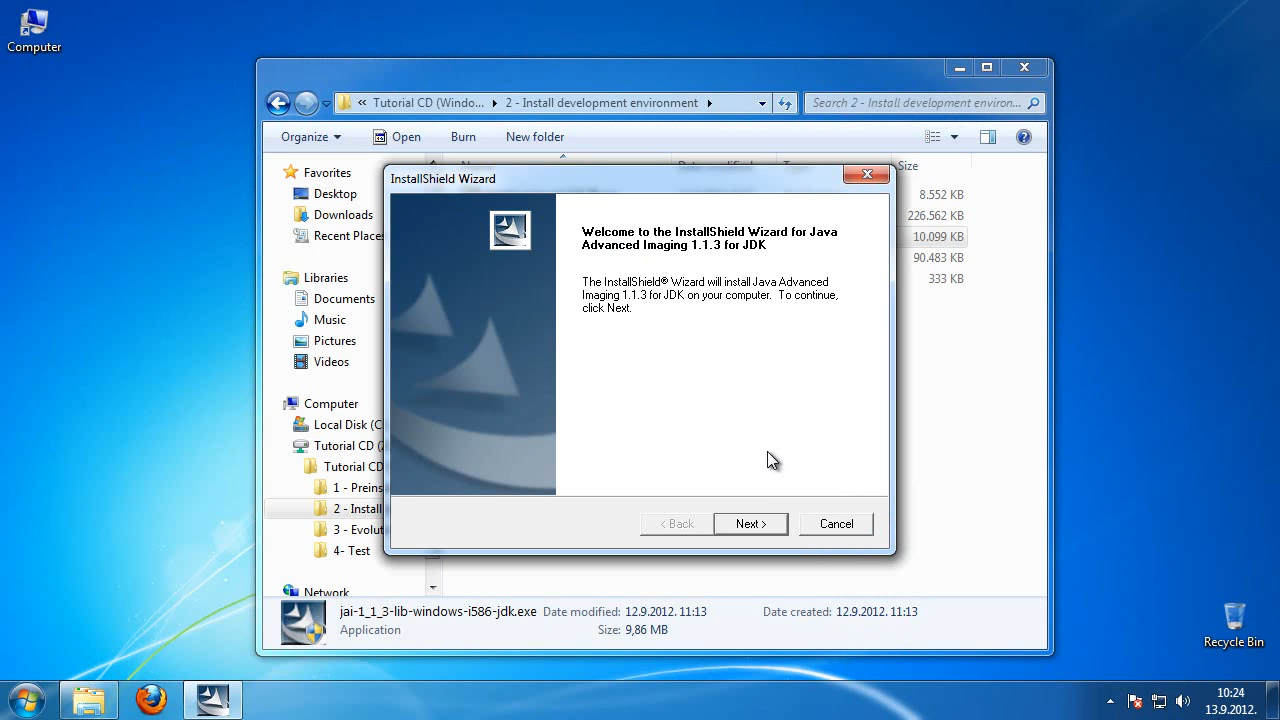 Computer
« Tutorial CD (Windo... ▸ 2 - Install development environment ▸
Search 2 - Install development environ...
Organize
Open
Burn
New folder
Size
InstallShield Wizard
Favorites
Desktop
Downloads
Recent Places
Libraries
Documents
Music
Pictures
Videos
Computer
Local Disk (C
Tutorial CD (
Tutorial CD
1 - Preins
2 - Install
3 - Evolut
4- Test
Network
8.552 KB
226.562 KB
10.099 KB
90.483 KB
333 KB
Welcome to the InstallShield Wizard for Java
Advanced Imaging 1.1.3 for JDK
The InstallShield® Wizard will install Java Advanced
Imaging 1.1.3 for JDK on your computer. To continue,
click Next.
< Back
Next >
Cancel
jai-1_1_3-lib-windows-i586-jdk.exe Date modified: 12.9.2012. 11:13 Date created: 12.9.2012. 11:13
Application Size: 9,86 MB
Recycle Bin
10:24
13.9.2012.